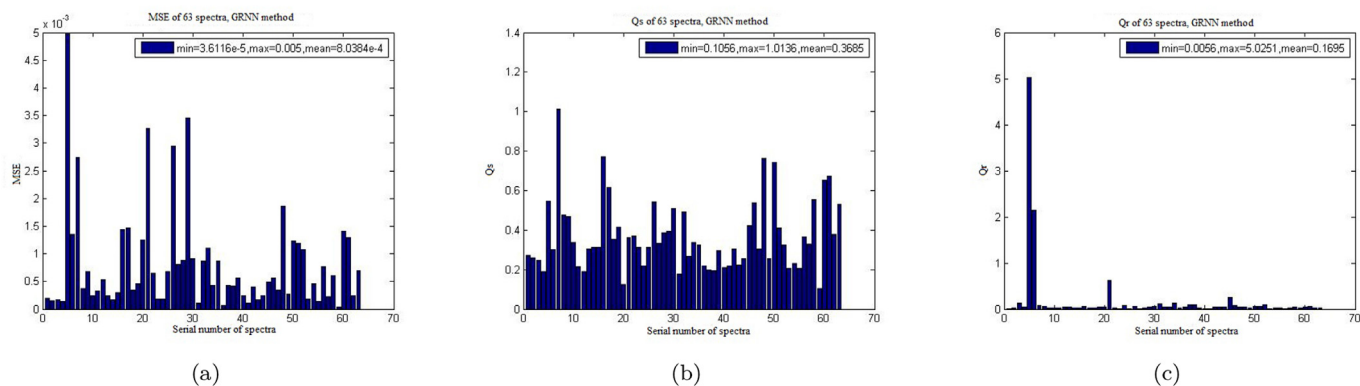 MSE of 63 spectra, GRNN method
x 10^-3
min=3.6116e-5,max=0.005,mean=8.0384e-4
5
4.5
4
3.5
3
2.5
2
1.5
1
0.5
0
MSE
0 10 20 30 40 50 60 70
Serial number of spectra
(a)
Qs of 63 spectra, GRNN method
min=0.1056,max=1.0136,mean=0.3685
1.4
1.2
1
0.8
0.6
0.4
0.2
0
Qs
0 10 20 30 40 50 60 70
Serial number of spectra
(b)
Qr of 63 spectra, GRNN method
min=0.0056,max=5.0251,mean=0.1695
6
5
4
3
2
1
0
Qr
0 10 20 30 40 50 60 70
Serial number of spectra
(c)